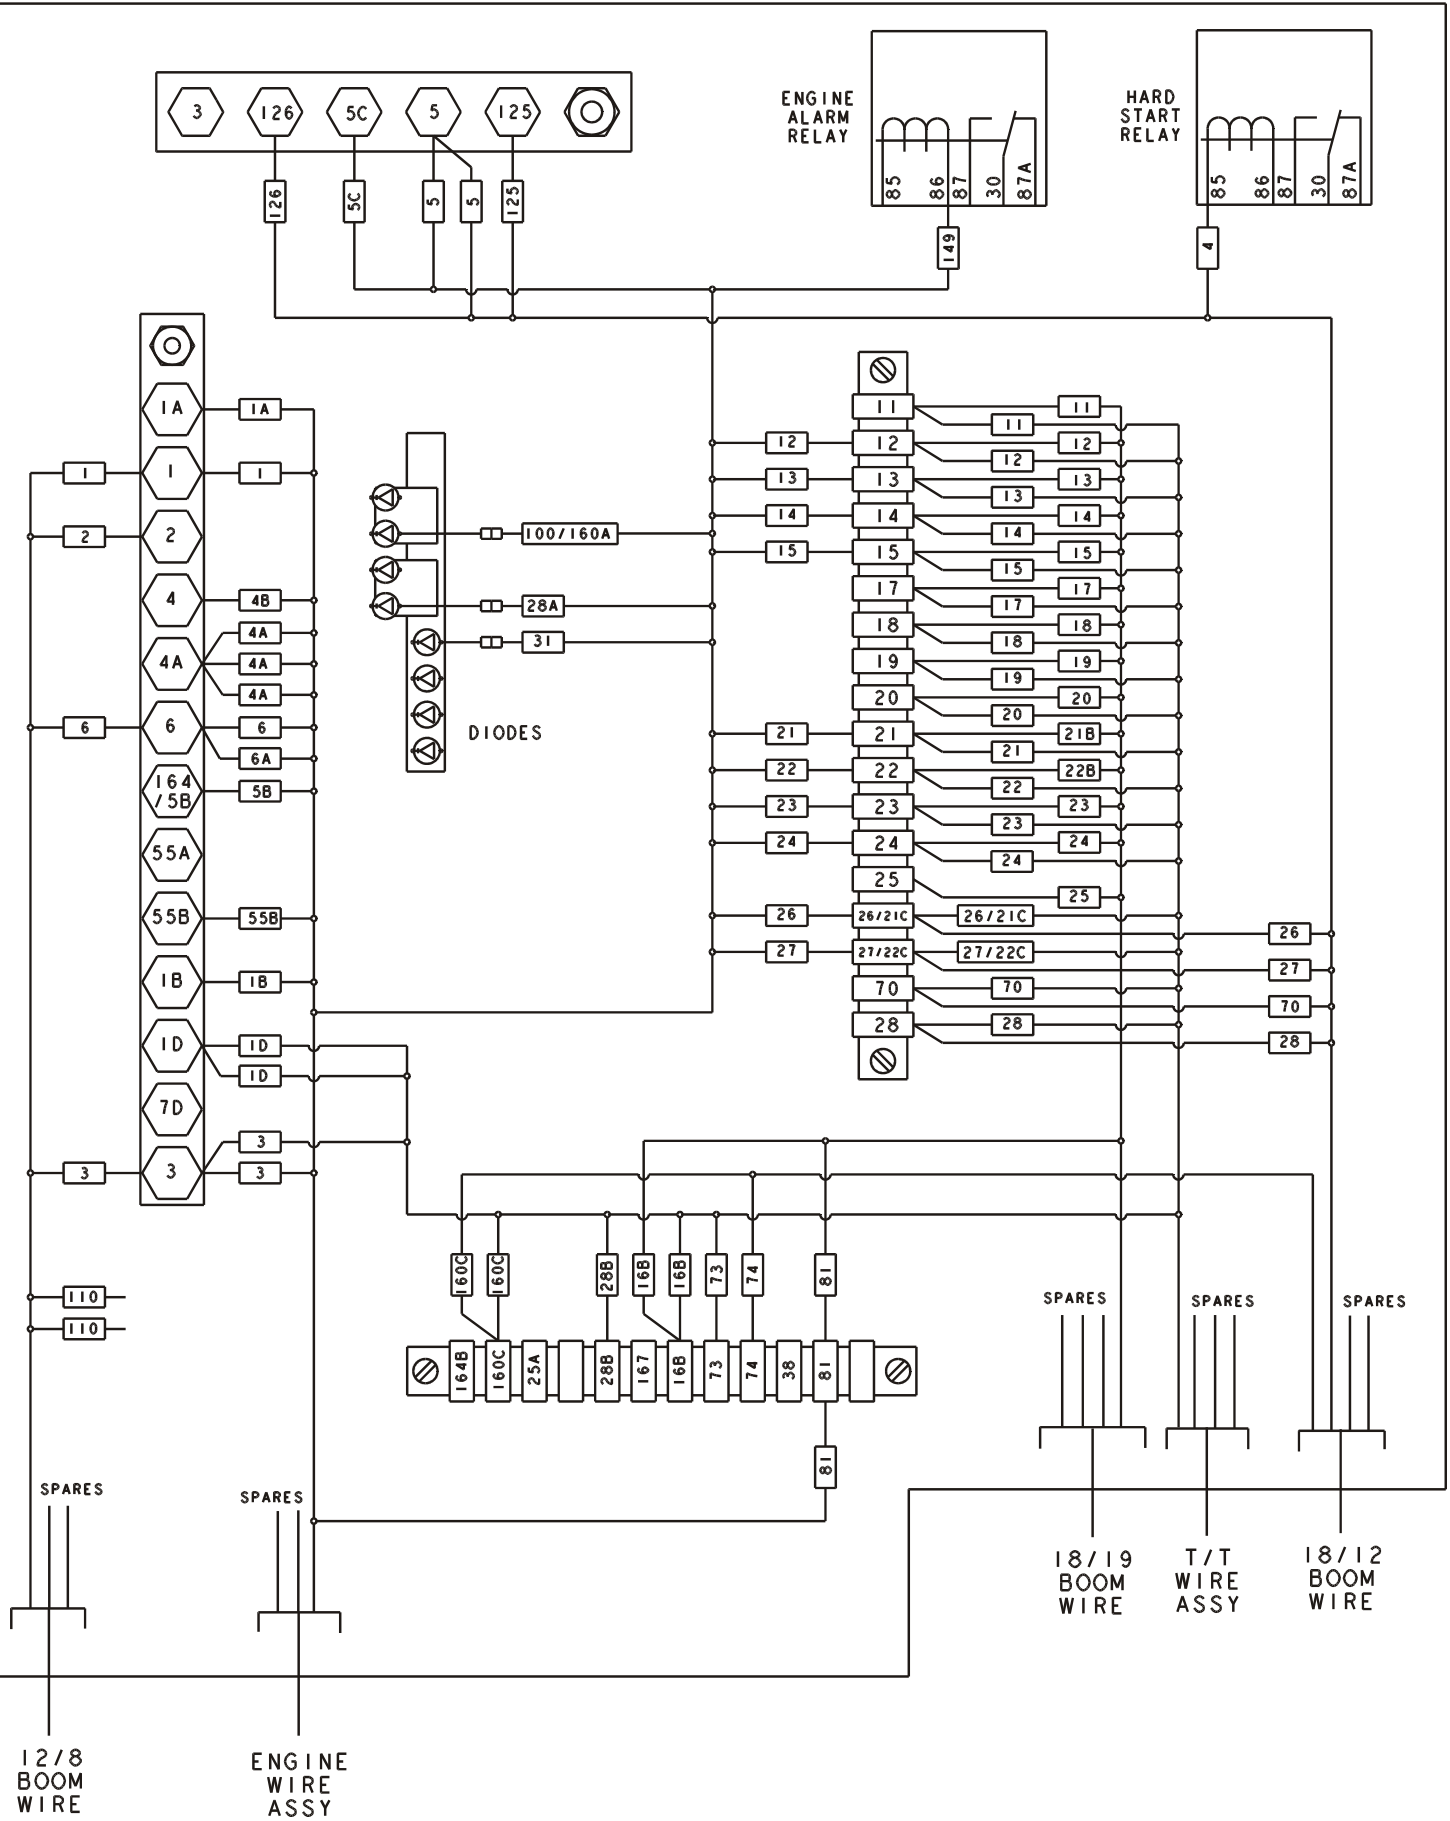 3 126 5C 5 125
ENGINE
ALARM
RELAY
85 86 87 30 87A
HARD
START
RELAY
85 86 87 30 87A
126 5C 5 5 125
149
4
1A 1A
1 1 1
2 2
4 4B
4A
4A 4A
4A
6 6 6
6A
164
/5B 5B
55A
55B 55B
1B 1B
1D 1D
1D
7D
3
3 3 3
110
110
100/160A
28A
31
DIODES
11 11
11
12 12 12
12
13 13 13
13
14 14 14
14
15 15 15
15
17 17
17
18 18
18
19 19
19
20 20
20
21 21 21B
21
22 22 22B
22
23 23 23
23
24 24 24
24
25
25
26 26/21C 26/21C
26
27 27/22C 27/22C
27
70 70
70
28 28
28
160C 160C 28B 16B 16B 73 74 81
164B 160C 25A 28B 167 16B 73 74 38 81
81
SPARES
SPARES
SPARES
SPARES
SPARES
18/19
BOOM
WIRE
T/T
WIRE
ASSY
18/12
BOOM
WIRE
12/8
BOOM
WIRE
ENGINE
WIRE
ASSY